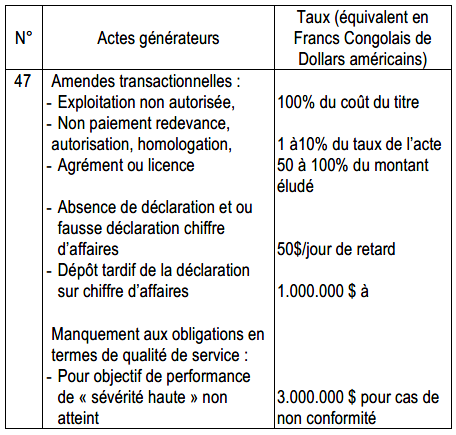 N°
Actes générateurs
Taux (équivalent en
Francs Congolais de
Dollars américains)
47
Amendes transactionnelles :
- Exploitation non autorisée,
100% du coût du titre
- Non paiement redevance,
autorisation, homologation,
1 à10% du taux de l’acte
- Agrément ou licence
50 à 100% du montant
éludé
- Absence de déclaration et ou
fausse déclaration chiffre
d’affaires
50$/jour de retard
- Dépôt tardif de la déclaration
sur chiffre d’affaires
1.000.000 $ à
Manquement aux obligations en
termes de qualité de service :
- Pour objectif de performance
de « sévérité haute » non
3.000.000 $ pour cas de
atteint
non conformité